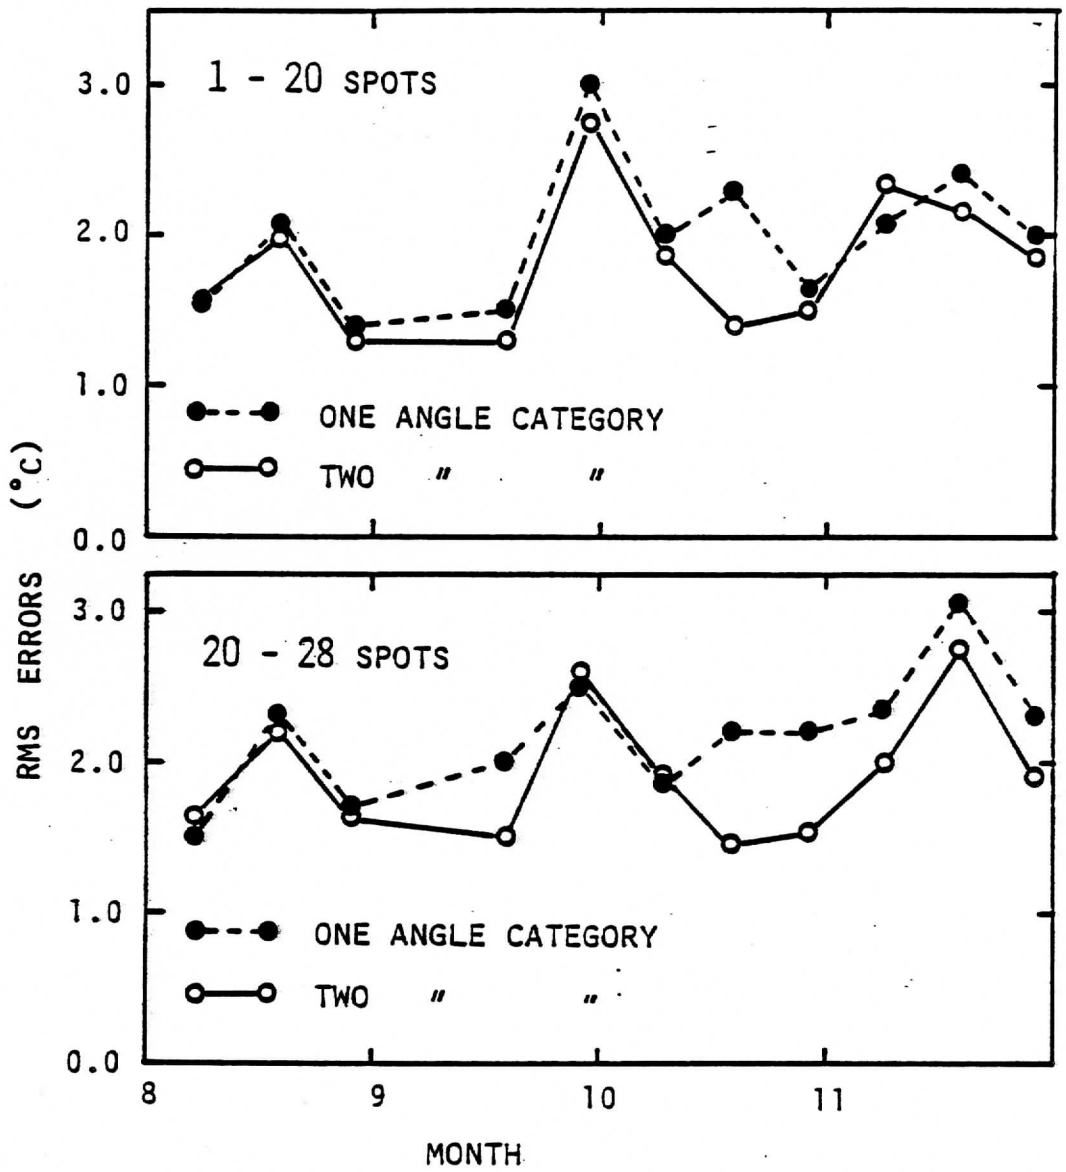 3.0
2.0
1.0
0.0
1 - 20 SPOTS
ONE ANGLE CATEGORY
TWO " "
RMS ERRORS (°C)
3.0
2.0
1.0
0.0
20 - 28 SPOTS
ONE ANGLE CATEGORY
TWO " "
8 9 10 11
MONTH